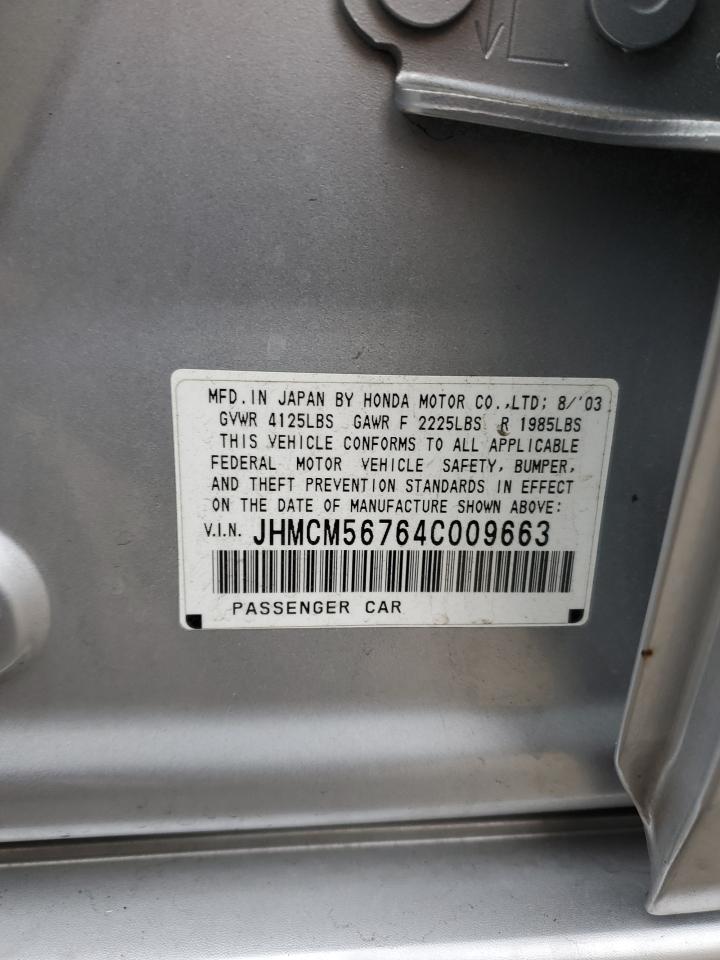 MFD. IN JAPAN BY HONDA MOTOR CO.,LTD; 8/'03
GVWR 4125LBS GAWR F 2225LBS R 1985LBS
THIS VEHICLE CONFORMS TO ALL APPLICABLE
FEDERAL MOTOR VEHICLE SAFETY, BUMPER,
AND THEFT PREVENTION STANDARDS IN EFFECT
ON THE DATE OF MANUFACTURE SHOWN ABOVE:
V.I.N. JHMCM56764C009663
PASSENGER CAR